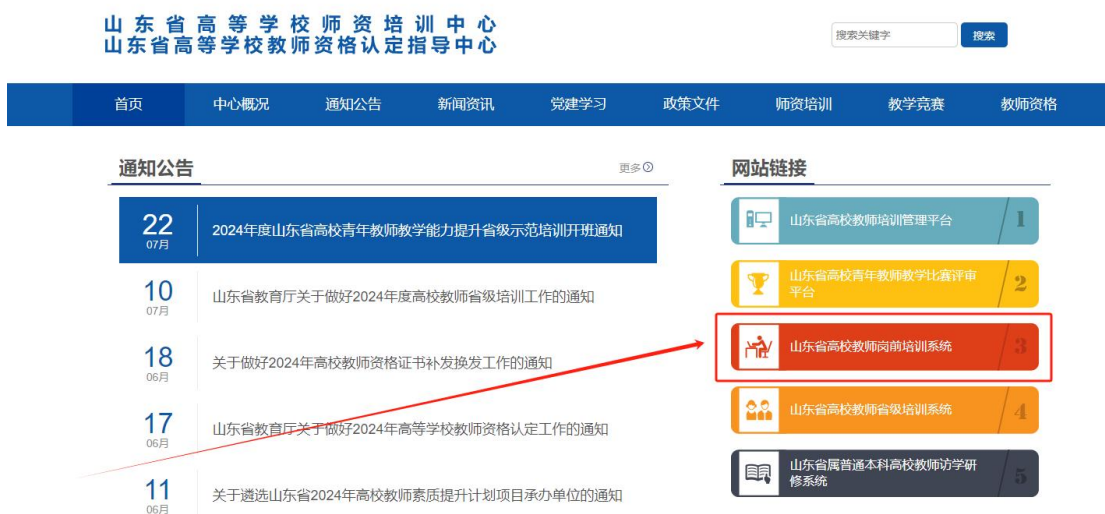 山东省高等学校师资培训中心
山东省高等学校教师资格认定指导中心
搜索关键字
搜索
首页 中心概况 通知公告 新闻资讯 党建学习 政策文件 师资培训 教学竞赛 教师资格
通知公告
更多
22
07月
2024年度山东省高校青年教师教学能力提升省级示范培训开班通知
10
07月
山东省教育厅关于做好2024年度高校教师省级培训工作的通知
18
06月
关于做好2024年高校教师资格证书补发换发工作的通知
17
06月
山东省教育厅关于做好2024年高等学校教师资格认定工作的通知
11
06月
关于遴选山东省2024年高校教师素质提升计划项目承办单位的通知
网站链接
山东省高校教师培训管理平台
1
山东省高校青年教师教学比赛评审
平台
2
山东省高校教师岗前培训系统
3
山东省高校教师省级培训系统
4
山东省属普通本科高校教师访学研
修系统
5